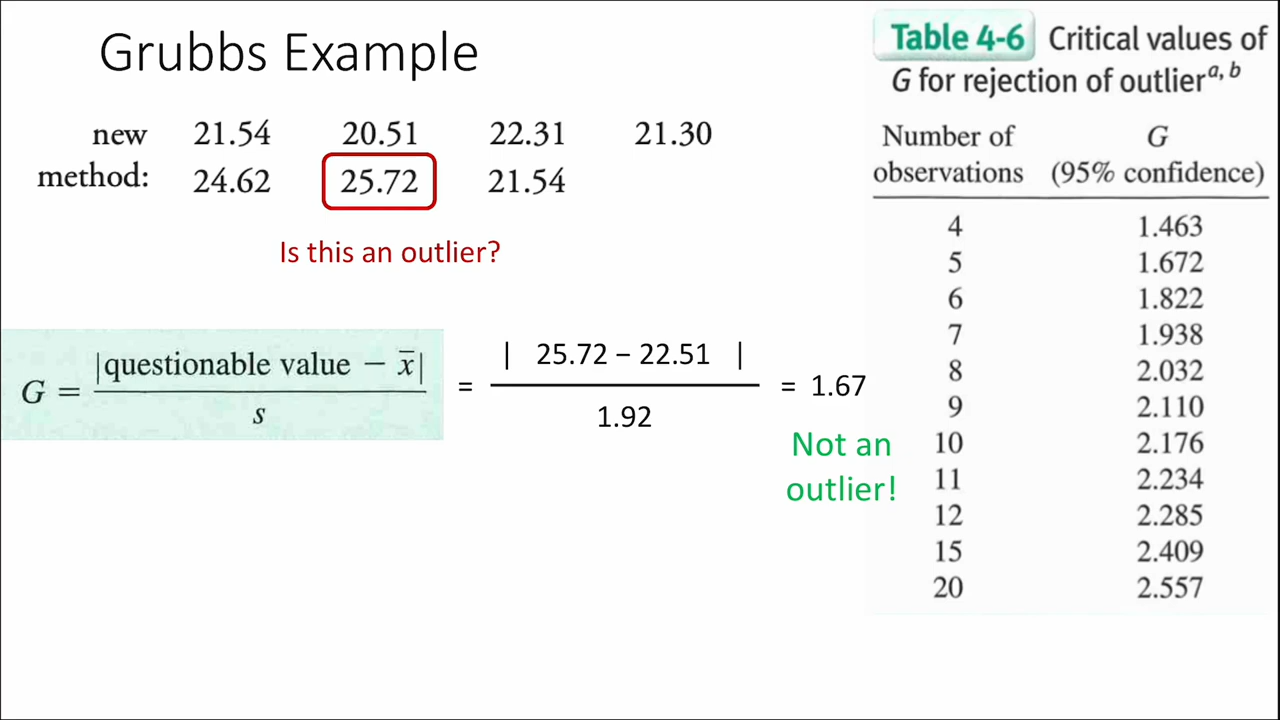 Grubbs Example
new 21.54 20.51 22.31 21.30
method: 24.62 25.72 21.54
Is this an outlier?
G = |questionable value − x̄| / s = | 25.72 − 22.51 | / 1.92 = 1.67
Not an
outlier!
Table 4-6 Critical values of
G for rejection of outlierᵃ, ᵇ
Number of G
observations (95% confidence)
4 1.463
5 1.672
6 1.822
7 1.938
8 2.032
9 2.110
10 2.176
11 2.234
12 2.285
15 2.409
20 2.557